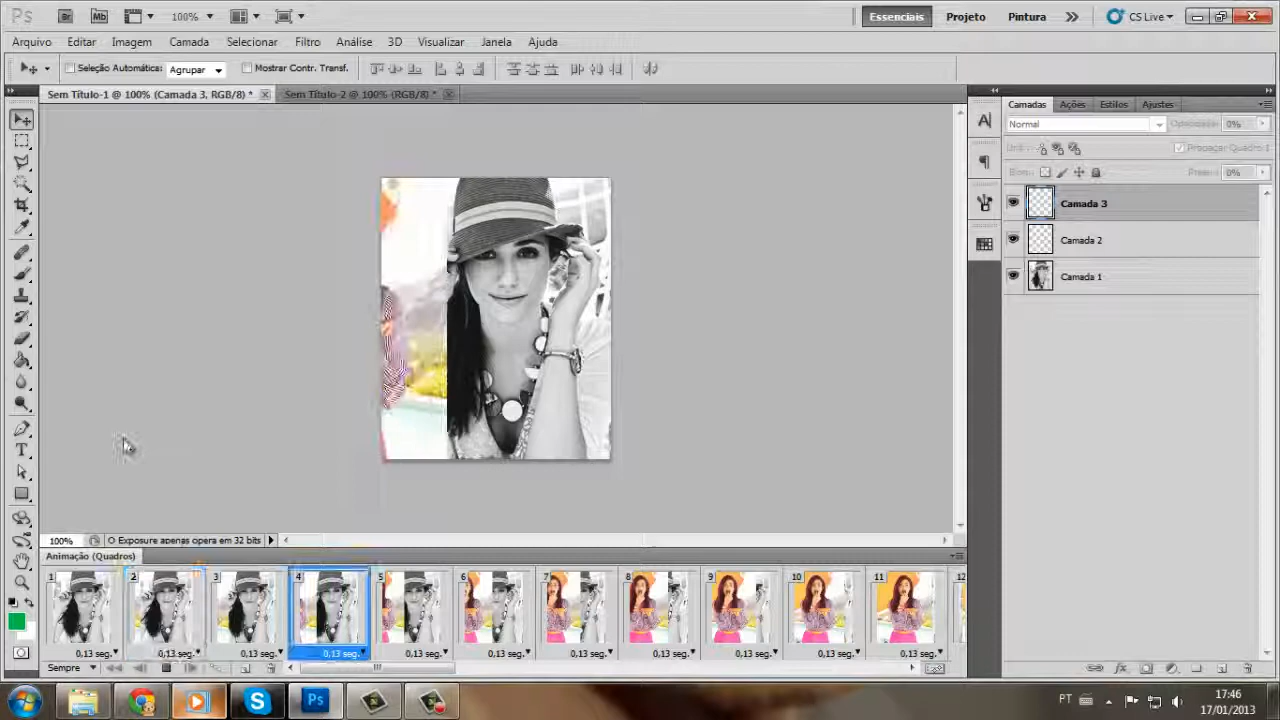 Ps
Br
Mb
100%
Essenciais
Projeto
Pintura
CS Live
Arquivo
Editar
Imagem
Camada
Selecionar
Filtro
Análise
3D
Visualizar
Janela
Ajuda
Seleção Automática:
Agrupar
Mostrar Contr. Transf.
Sem Título-1 @ 100% (Camada 3, RGB/8) *
Sem Título-2 @ 100% (RGB/8) *
Camadas
Ações
Estilos
Ajustes
Normal
Opacidade:
0%
Propagar Quadro 1
0%
Camada 3
Camada 2
Camada 1
100%
Exposure apenas opera em 32 bits
Animação (Quadros)
1
2
3
4
5
6
7
8
9
10
11
12
0,13 seg.
0,13 seg.
0,13 seg.
0,13 seg.
0,13 seg.
0,13 seg.
0,13 seg.
0,13 seg.
0,13 seg.
0,13 seg.
0,13 seg.
Sempre
PT
17:46
17/01/2013